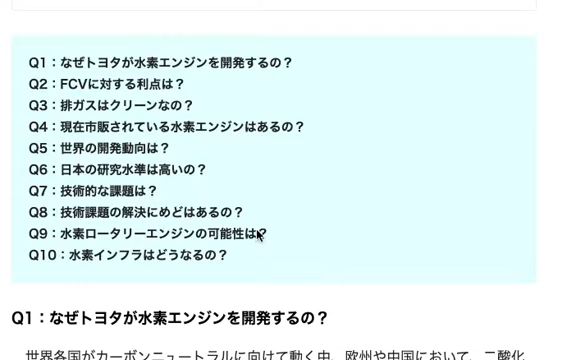 Q1：なぜトヨタが水素エンジンを開発するの？
Q2：FCVに対する利点は？
Q3：排ガスはクリーンなの？
Q4：現在市販されている水素エンジンはあるの？
Q5：世界の開発動向は？
Q6：日本の研究水準は高いの？
Q7：技術的な課題は？
Q8：技術課題の解決にめどはあるの？
Q9：水素ロータリーエンジンの可能性は？
Q10：水素インフラはどうなるの？
Q1：なぜトヨタが水素エンジンを開発するの？
世界各国がカーボンニュートラルに向けて動く中、欧州や中国において、二酸化